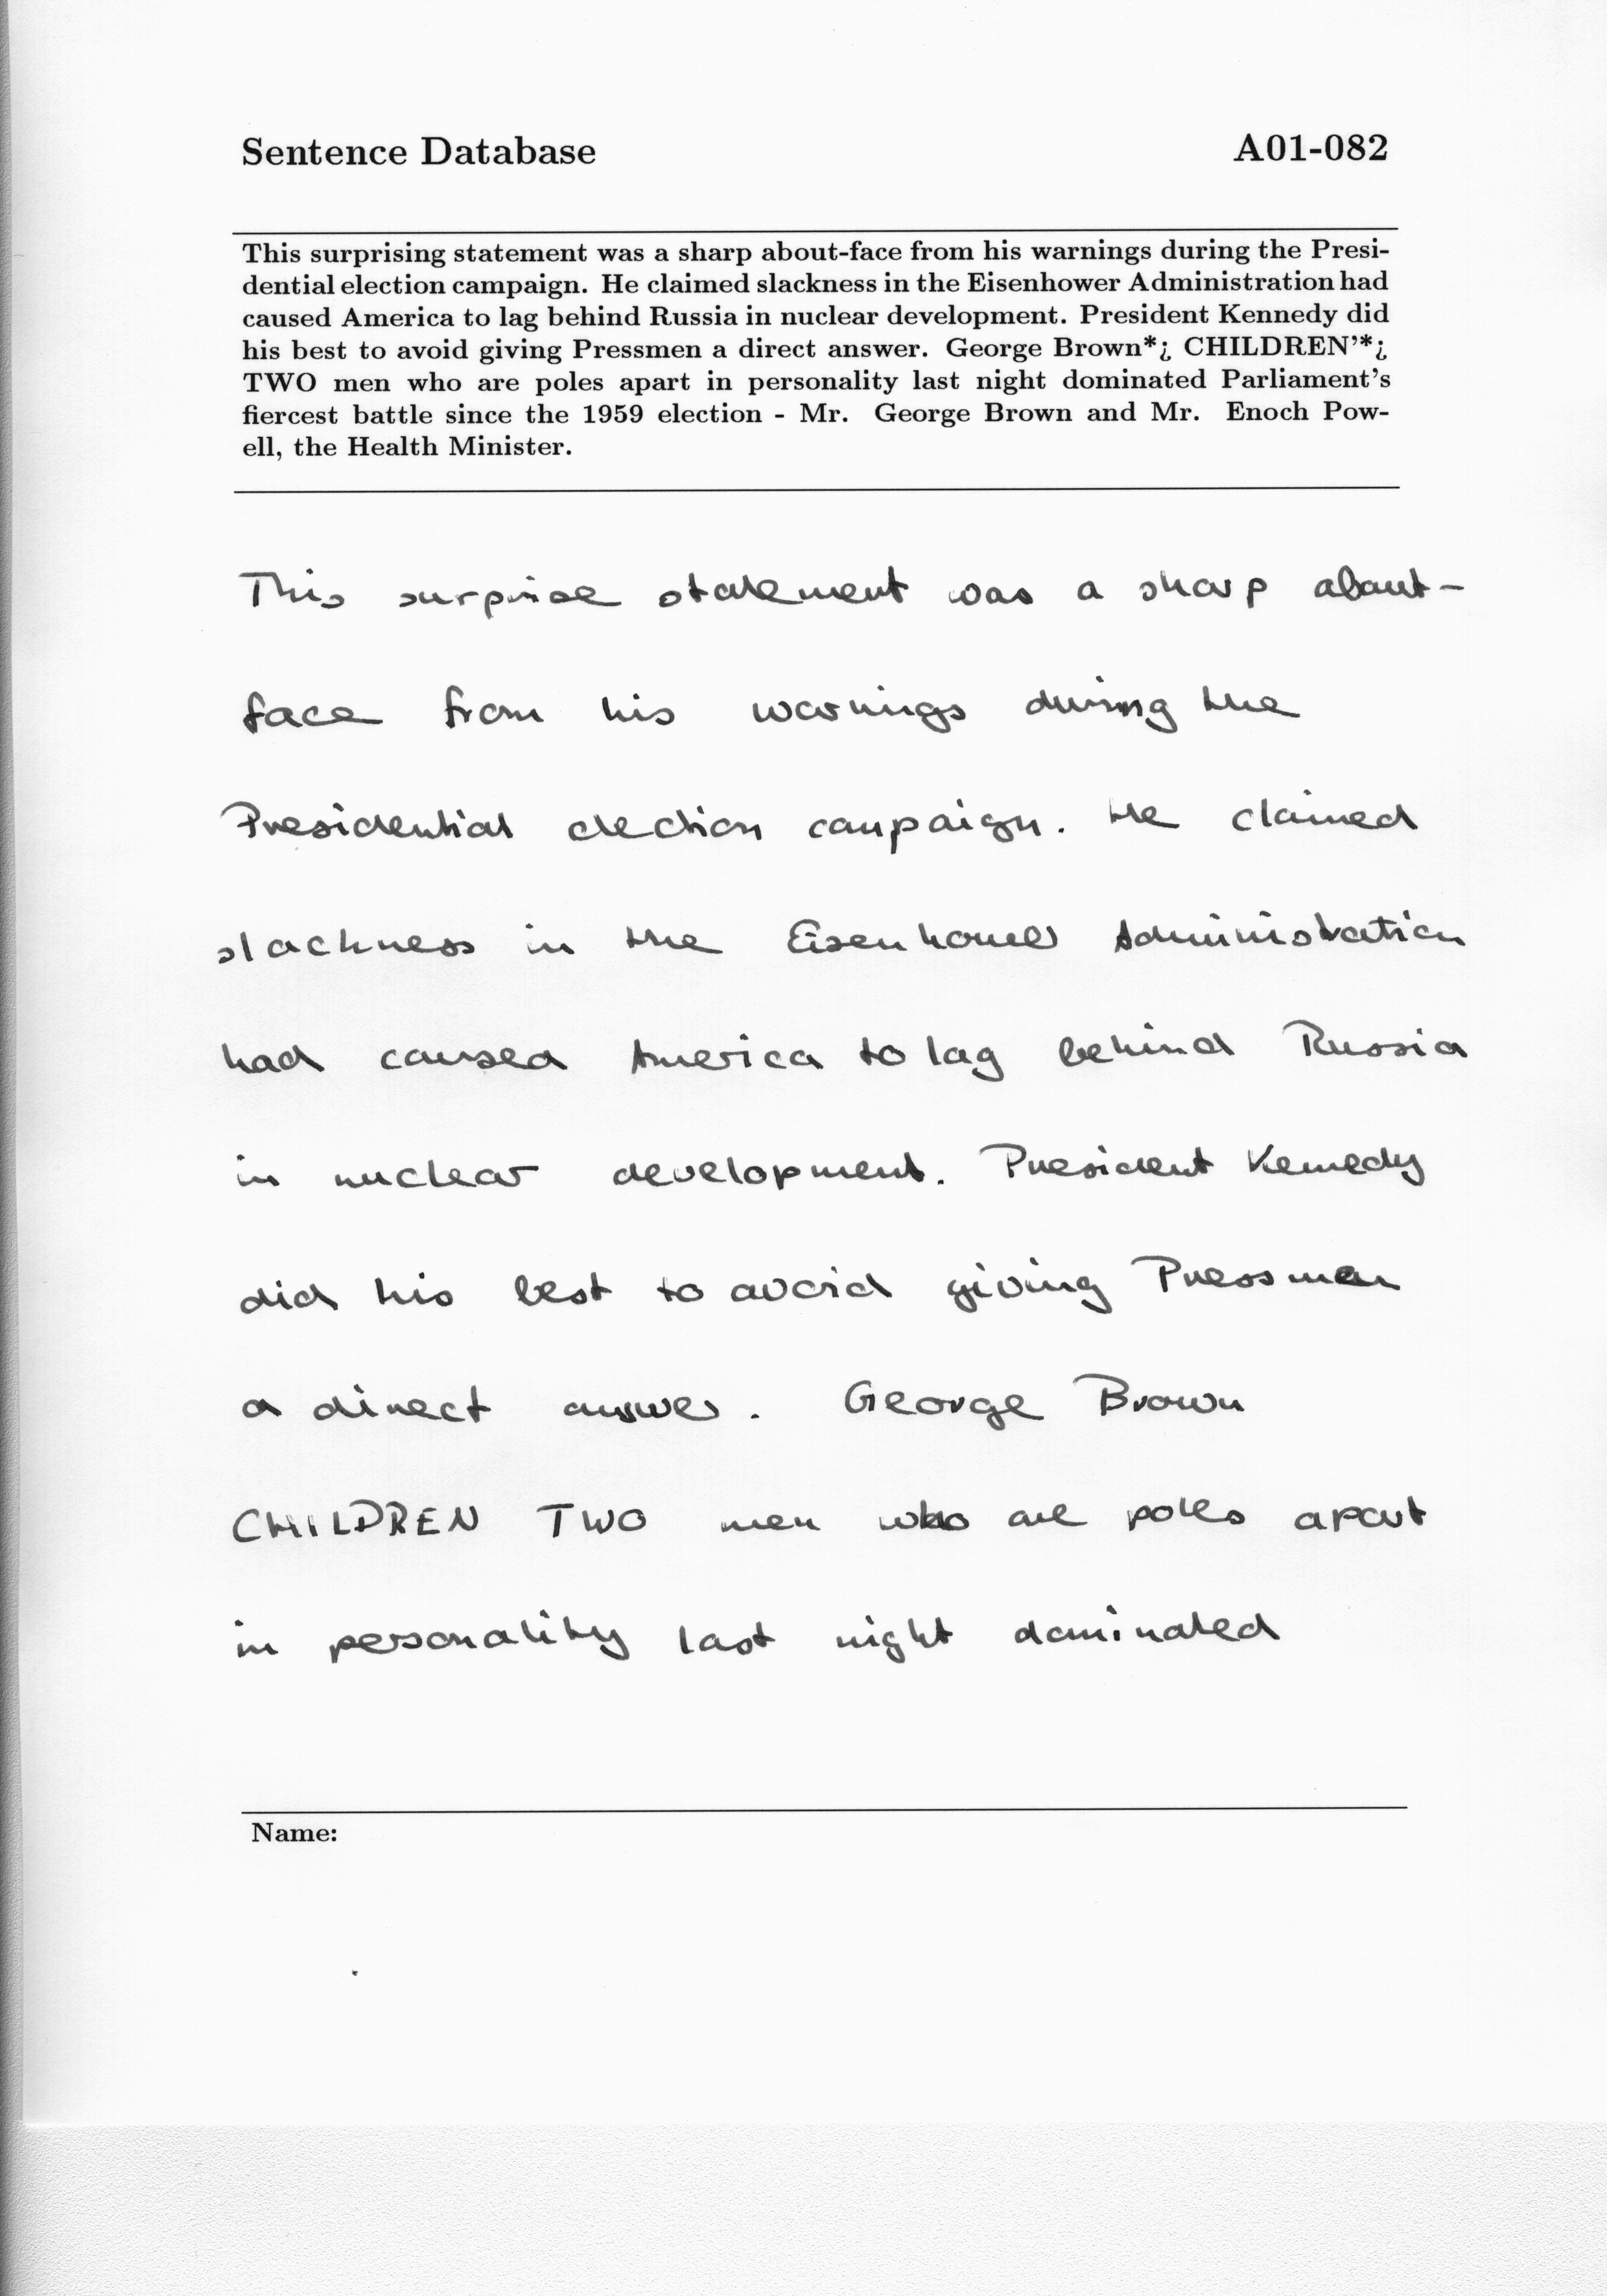 Sentence Database A01-082
This surprising statement was a sharp about-face from his warnings during the Presi-
dential election campaign. He claimed slackness in the Eisenhower Administration had
caused America to lag behind Russia in nuclear development. President Kennedy did
his best to avoid giving Pressmen a direct answer. George Brown*¿ CHILDREN'*¿
TWO men who are poles apart in personality last night dominated Parliament's
fiercest battle since the 1959 election - Mr. George Brown and Mr. Enoch Pow-
ell, the Health Minister.
This surprise statement was a sharp about-
face from his warnings during the
Presidential election campaign. He claimed
slackness in the Eisenhower Administration
had caused America to lag behind Russia
in nuclear development. President Kennedy
did his best to avoid giving Pressmen
a direct answer. George Brown
CHILDREN TWO men who are poles apart
in personality last night dominated
Name: